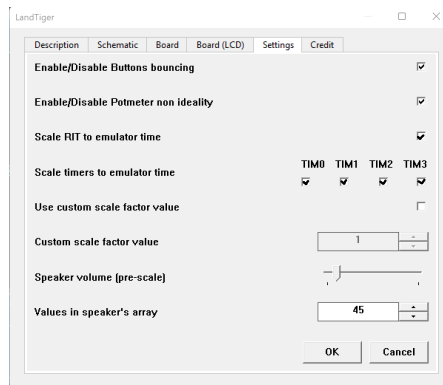 LandTiger
Description Schematic Board Board (LCD) Settings Credit
Enable/Disable Buttons bouncing
Enable/Disable Potmeter non ideality
Scale RIT to emulator time
TIM0 TIM1 TIM2 TIM3
Scale timers to emulator time
Use custom scale factor value
Custom scale factor value 1
Speaker volume (pre-scale)
Values in speaker's array 45
OK Cancel